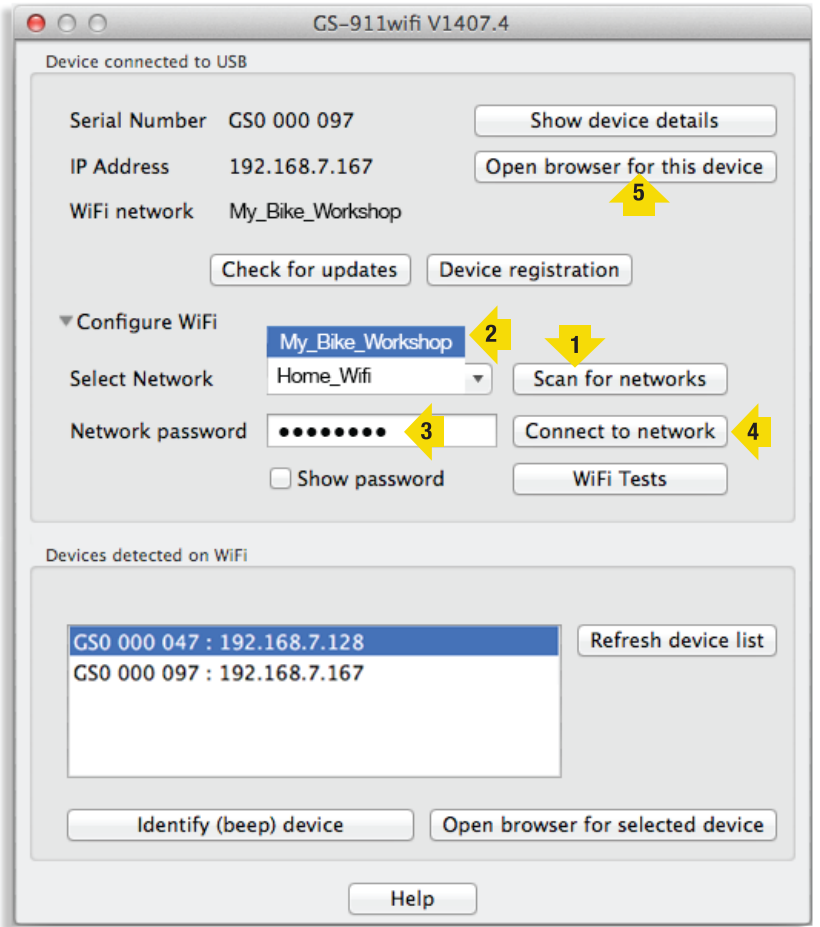 GS-911wifi V1407.4
Device connected to USB
Serial Number GS0 000 097 Show device details
IP Address 192.168.7.167 Open browser for this device
5
WiFi network My_Bike_Workshop
Check for updates Device registration
Configure WiFi
My_Bike_Workshop 2 1
Select Network Home_Wifi Scan for networks
Network password ●●●●●●●● 3 Connect to network 4
Show password WiFi Tests
Devices detected on WiFi
GS0 000 047 : 192.168.7.128 Refresh device list
GS0 000 097 : 192.168.7.167
Identify (beep) device Open browser for selected device
Help